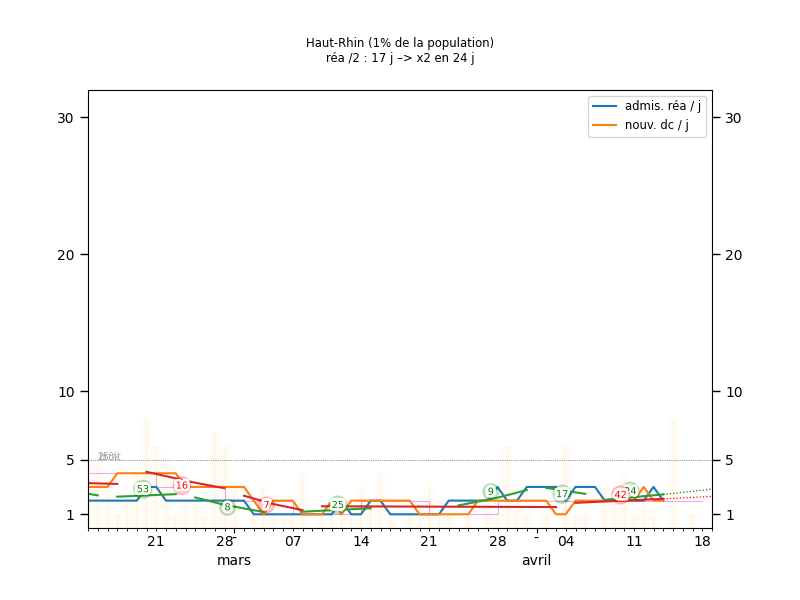 Haut-Rhin (1% de la population)
réa /2 : 17 j –> x2 en 24 j
admis. réa / j
nouv. dc / j
30 30
20 20
10 10
5 5
1 1
53 16 8 7 25 9 17 42 24
21 28 07 14 21 28 04 11 18
mars avril